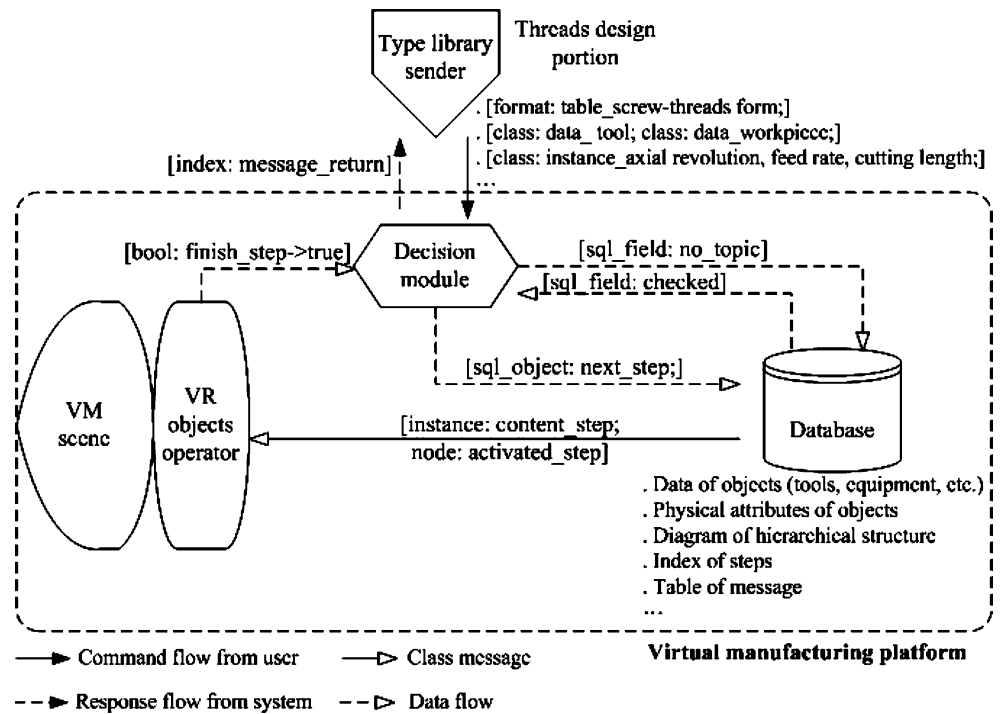 Type library
sender
Threads design
portion
. [format: table_screw-threads form;]
. [class: data_tool; class: data_workpiece;]
. [class: instance_axial revolution, feed rate, cutting length;]
...
[index: message_return]
[bool: finish_step->true]
Decision
module
[sql_field: no_topic]
[sql_field: checked]
[sql_object: next_step;]
VM
scene
VR
objects
operator
[instance: content_step;
node: activated_step]
Database
. Data of objects (tools, equipment, etc.)
. Physical attributes of objects
. Diagram of hierarchical structure
. Index of steps
. Table of message
...
Virtual manufacturing platform
Command flow from user
Class message
Response flow from system
Data flow